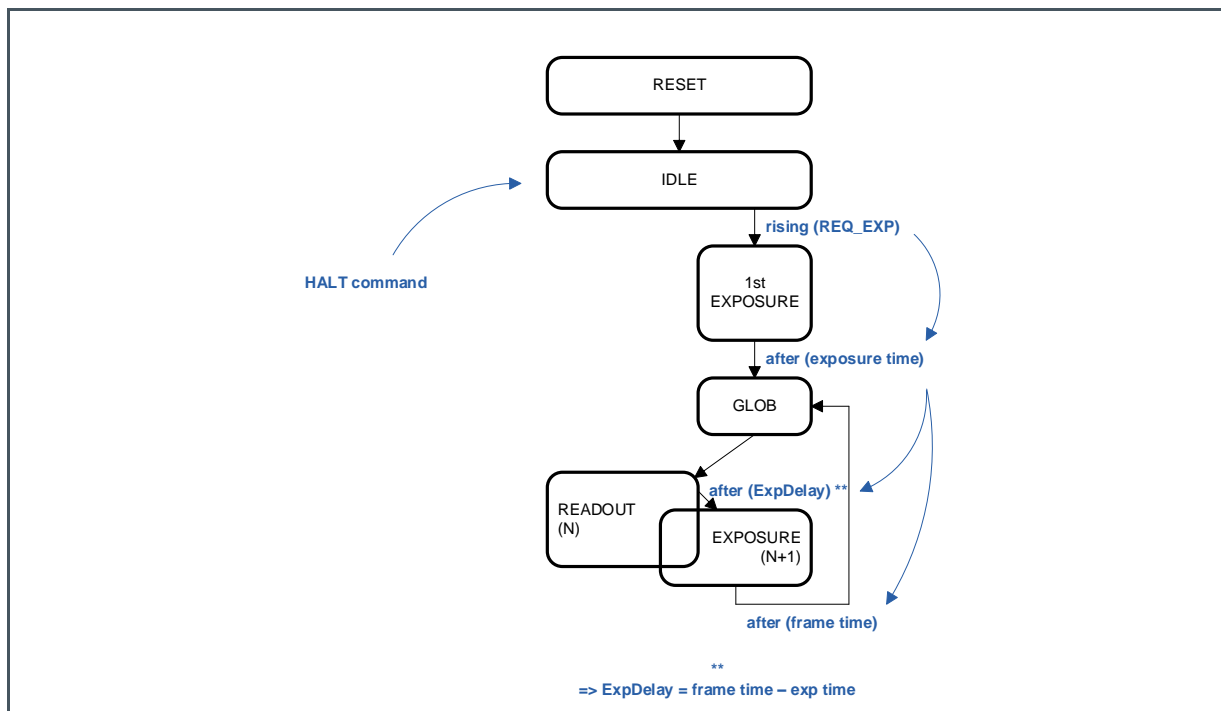 RESET
IDLE
rising (REQ_EXP)
HALT command
1st
EXPOSURE
after (exposure time)
GLOB
after (ExpDelay) **
READOUT
(N)
EXPOSURE
(N+1)
after (frame time)
**
=> ExpDelay = frame time – exp time